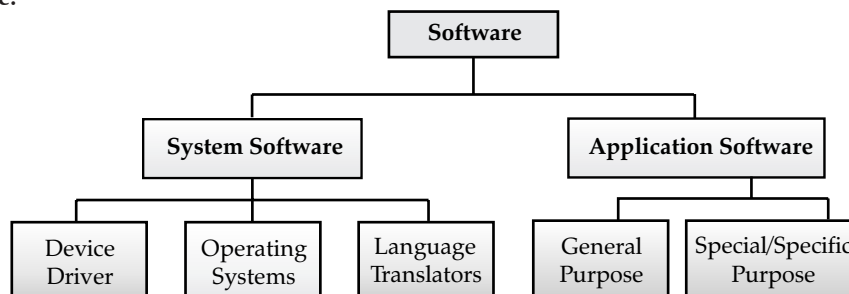 Software
System Software
Application Software
Device
Driver
Operating
Systems
Language
Translators
General
Purpose
Special/Specific
Purpose